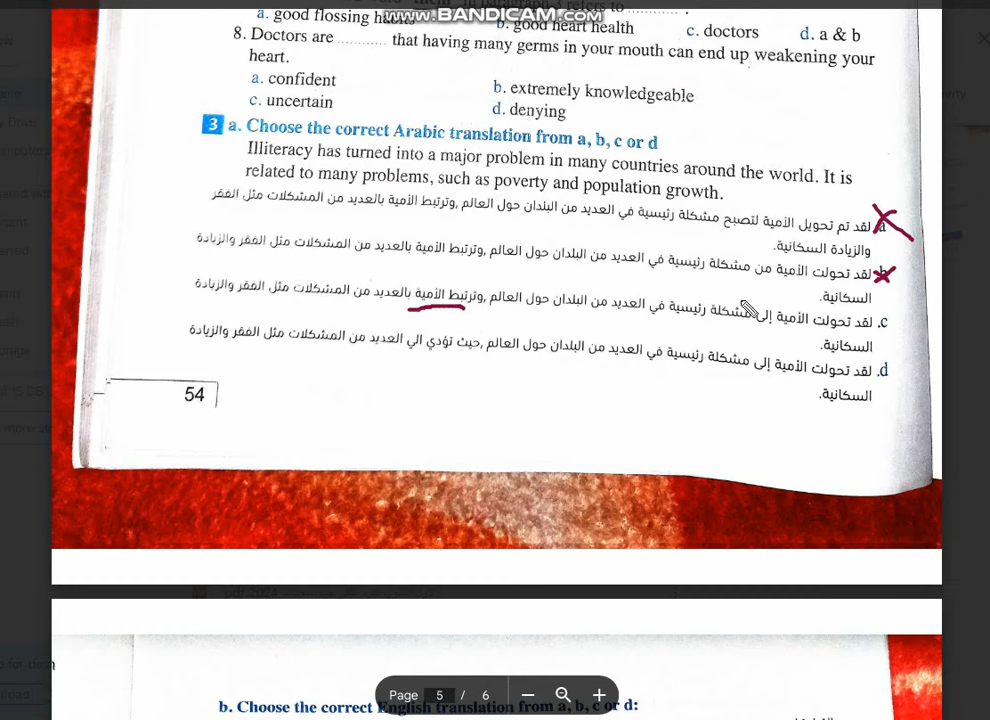 www.BANDICAM.com
a. good flossing
b. good heart health
c. doctors
d. a & b
8. Doctors are ............ that having many germs in your mouth can end up weakening your
heart.
a. confident
b. extremely knowledgeable
c. uncertain
d. denying
3 a. Choose the correct Arabic translation from a, b, c or d
Illiteracy has turned into a major problem in many countries around the world. It is
related to many problems, such as poverty and population growth.
a. لقد تم تحويل الأمية لتصبح مشكلة رئيسية في العديد من البلدان حول العالم ,وترتبط الأمية بالعديد من المشكلات مثل الفقر
والزيادة السكانية.
b. لقد تحولت الأمية من مشكلة رئيسية في العديد من البلدان حول العالم ,وترتبط الأمية بالعديد من المشكلات مثل الفقر والزيادة
السكانية.
c. لقد تحولت الأمية إلى مشكلة رئيسية في العديد من البلدان حول العالم ,وترتبط الأمية بالعديد من المشكلات مثل الفقر والزيادة
السكانية.
d. لقد تحولت الأمية إلى مشكلة رئيسية في العديد من البلدان حول العالم ,حيث تؤدي الي العديد من المشكلات مثل الفقر والزيادة
السكانية.
54
Page 5 / 6
b. Choose the correct English translation from a, b, c or d: